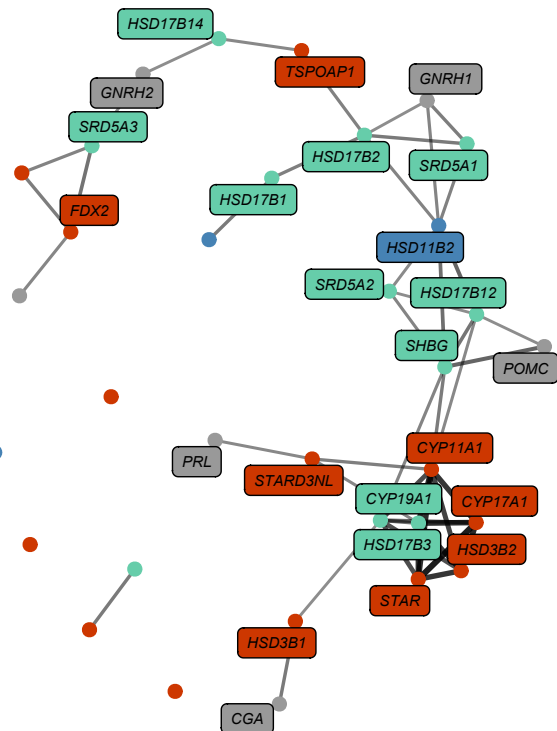 HSD17B14
TSPOAP1
GNRH1
GNRH2
SRD5A3
HSD17B2
SRD5A1
HSD17B1
FDX2
HSD11B2
SRD5A2
HSD17B12
SHBG
POMC
CYP11A1
PRL
STARD3NL
CYP19A1
CYP17A1
HSD17B3
HSD3B2
STAR
HSD3B1
CGA